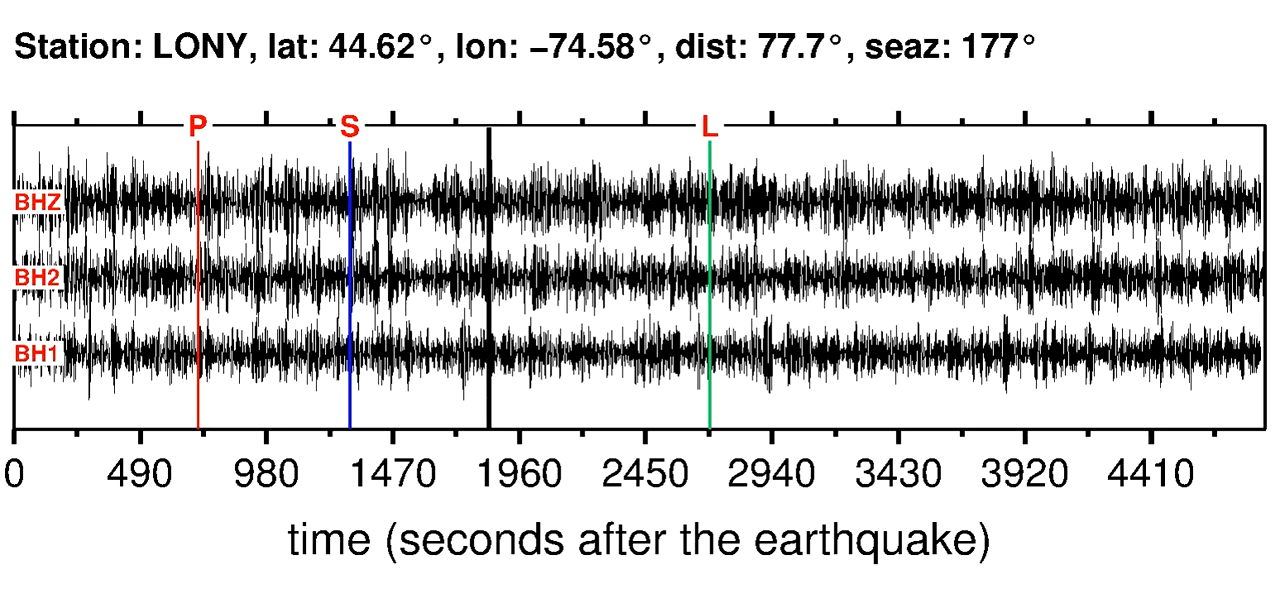 Station: LONY, lat: 44.62°, lon: −74.58°, dist: 77.7°, seaz: 177°
P S L
BHZ
BH2
BH1
0 490 980 1470 1960 2450 2940 3430 3920 4410
time (seconds after the earthquake)